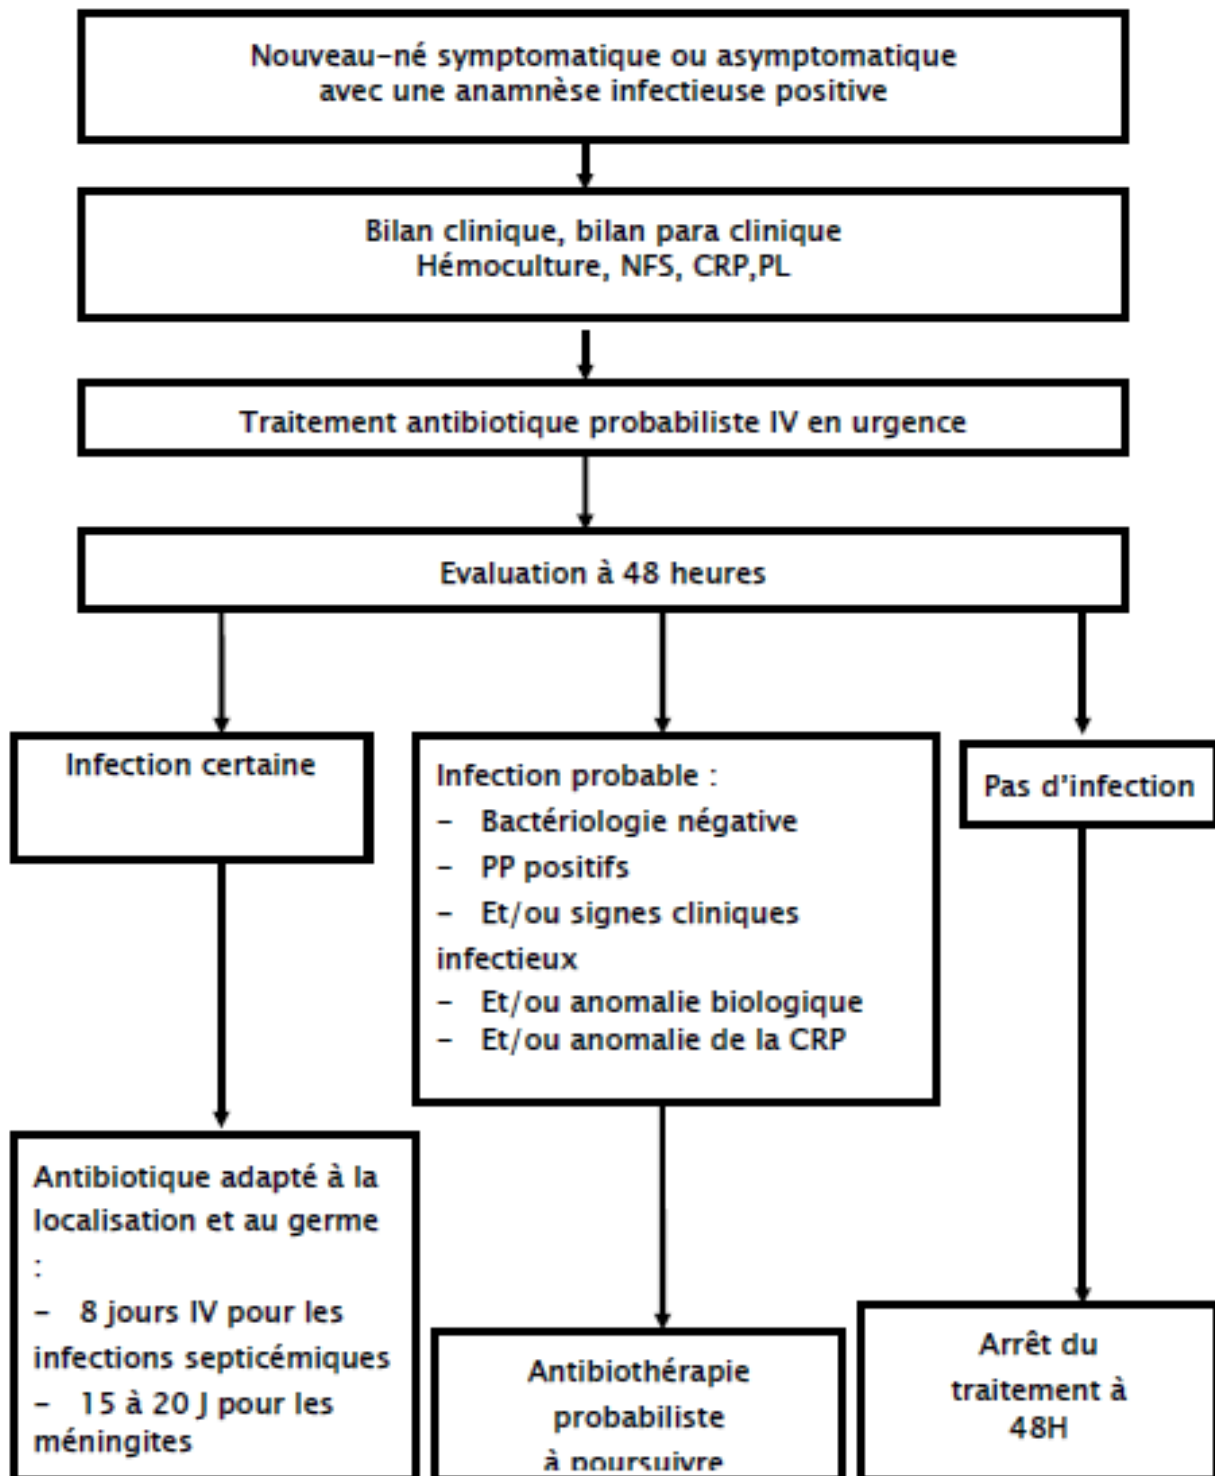 Nouveau-né symptomatique ou asymptomatique
avec une anamnèse infectieuse positive
Bilan clinique, bilan para clinique
Hémoculture, NFS, CRP,PL
Traitement antibiotique probabiliste IV en urgence
Evaluation à 48 heures
Infection certaine
Infection probable :
- Bactériologie négative
- PP positifs
- Et/ou signes cliniques
infectieux
- Et/ou anomalie biologique
- Et/ou anomalie de la CRP
Pas d'infection
Antibiotique adapté à la
localisation et au germe
:
- 8 jours IV pour les
infections septicémiques
- 15 à 20 J pour les
méningites
Antibiothérapie
probabiliste
à poursuivre
Arrêt du
traitement à
48H